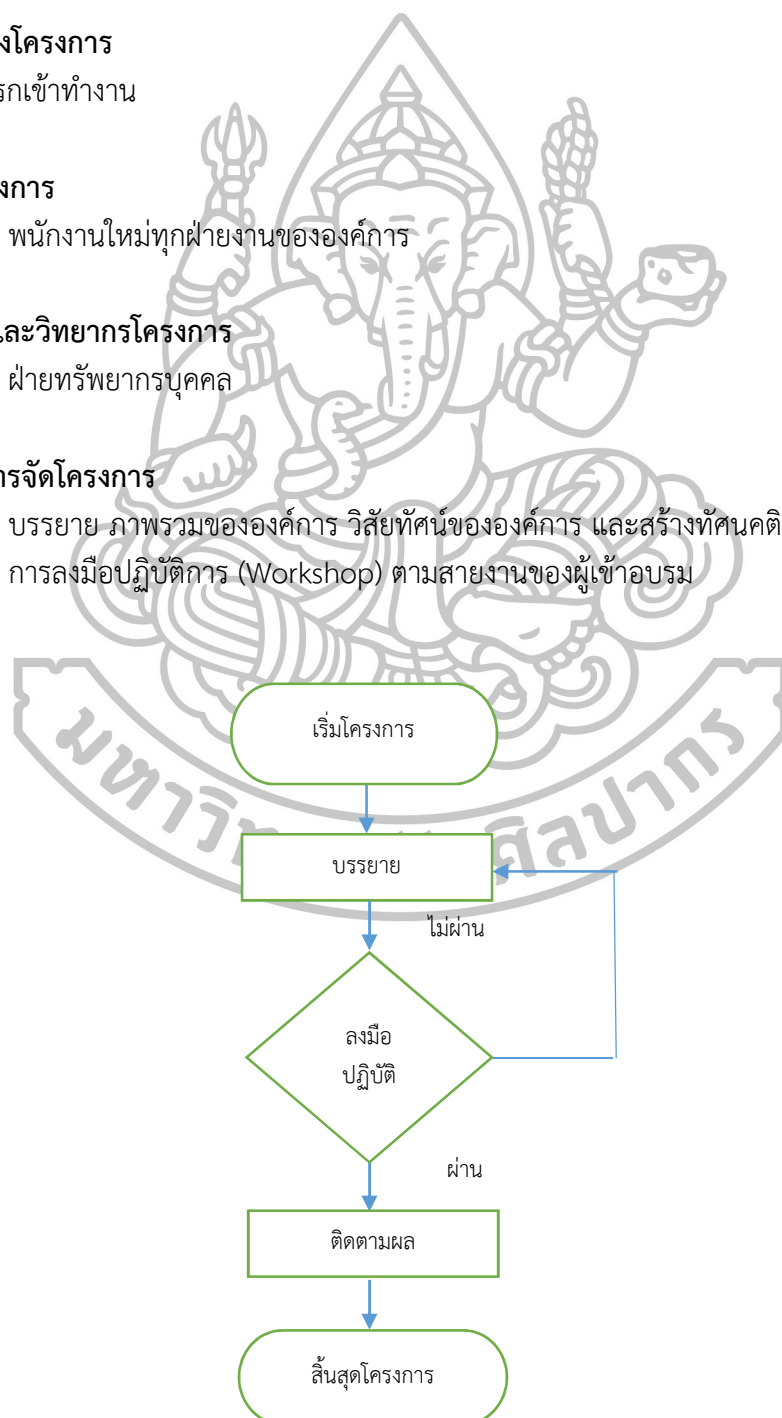 งโครงการ
รกเข้าทำงาน
งการ
พนักงานใหม่ทุกฝ่ายงานขององค์การ
และวิทยากรโครงการ
ฝ่ายทรัพยากรบุคคล
ารจัดโครงการ
บรรยาย ภาพรวมขององค์การ วิสัยทัศน์ขององค์การ และสร้างทัศนคติ
การลงมือปฏิบัติการ (Workshop) ตามสายงานของผู้เข้าอบรม
เริ่มโครงการ
บรรยาย
ไม่ผ่าน
ลงมือ
ปฏิบัติ
ผ่าน
ติดตามผล
สิ้นสุดโครงการ
ศิลปากร